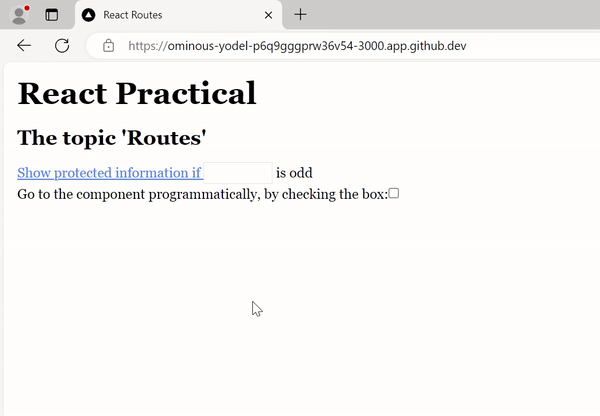 React Routes
https://ominous-yodel-p6q9gggprw36v54-3000.app.github.dev
React Practical
The topic 'Routes'
Show protected information if is odd
Go to the component programmatically, by checking the box: